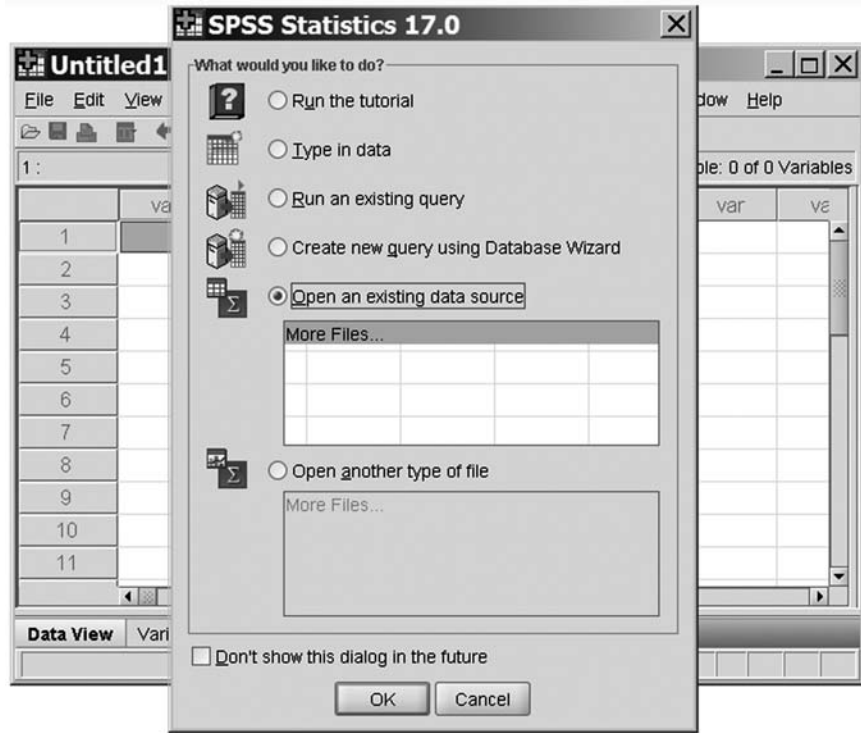 SPSS Statistics 17.0
Untitled1
File Edit View
Help
1 :
0 of 0 Variables
var
1
2
3
4
5
6
7
8
9
10
11
Data View
What would you like to do?
Run the tutorial
Type in data
Run an existing query
Create new query using Database Wizard
Open an existing data source
More Files...
Open another type of file
More Files...
Don't show this dialog in the future
OK Cancel